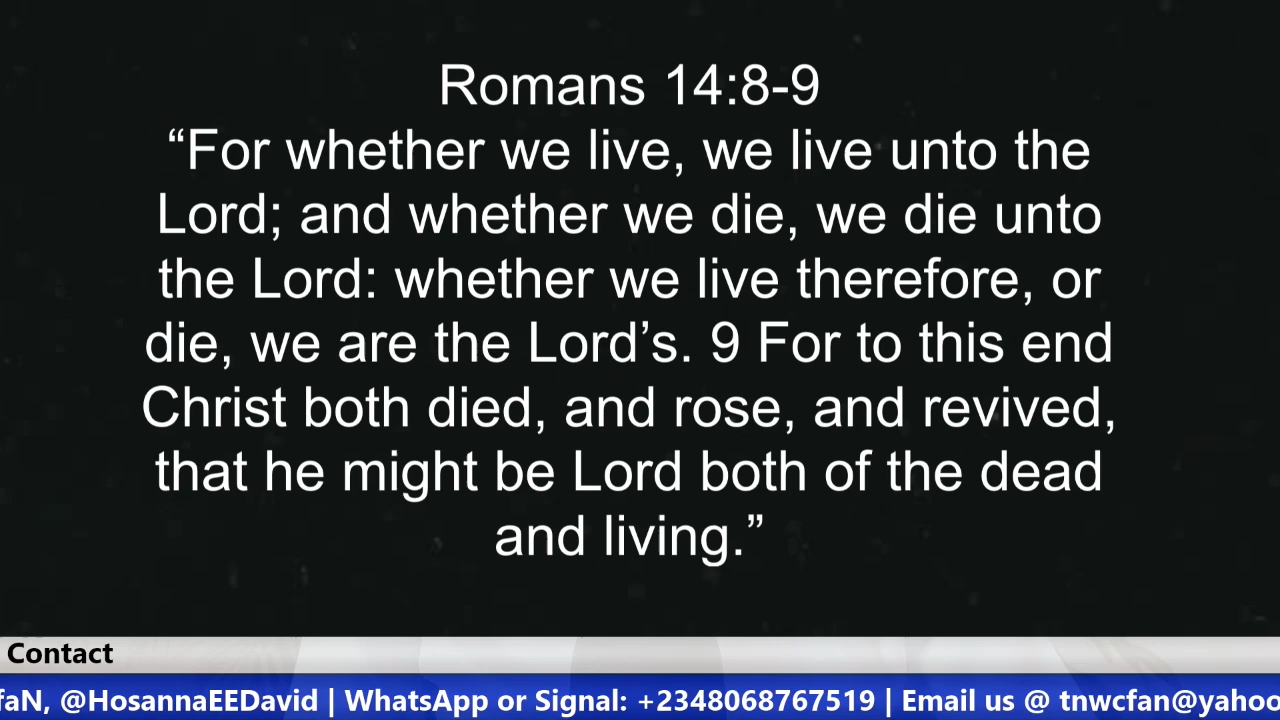 Romans 14:8-9
“For whether we live, we live unto the
Lord; and whether we die, we die unto
the Lord: whether we live therefore, or
die, we are the Lord’s. 9 For to this end
Christ both died, and rose, and revived,
that he might be Lord both of the dead
and living.”
Contact
faN, @HosannaEEDavid | WhatsApp or Signal: +2348068767519 | Email us @ tnwcfan@yahoo